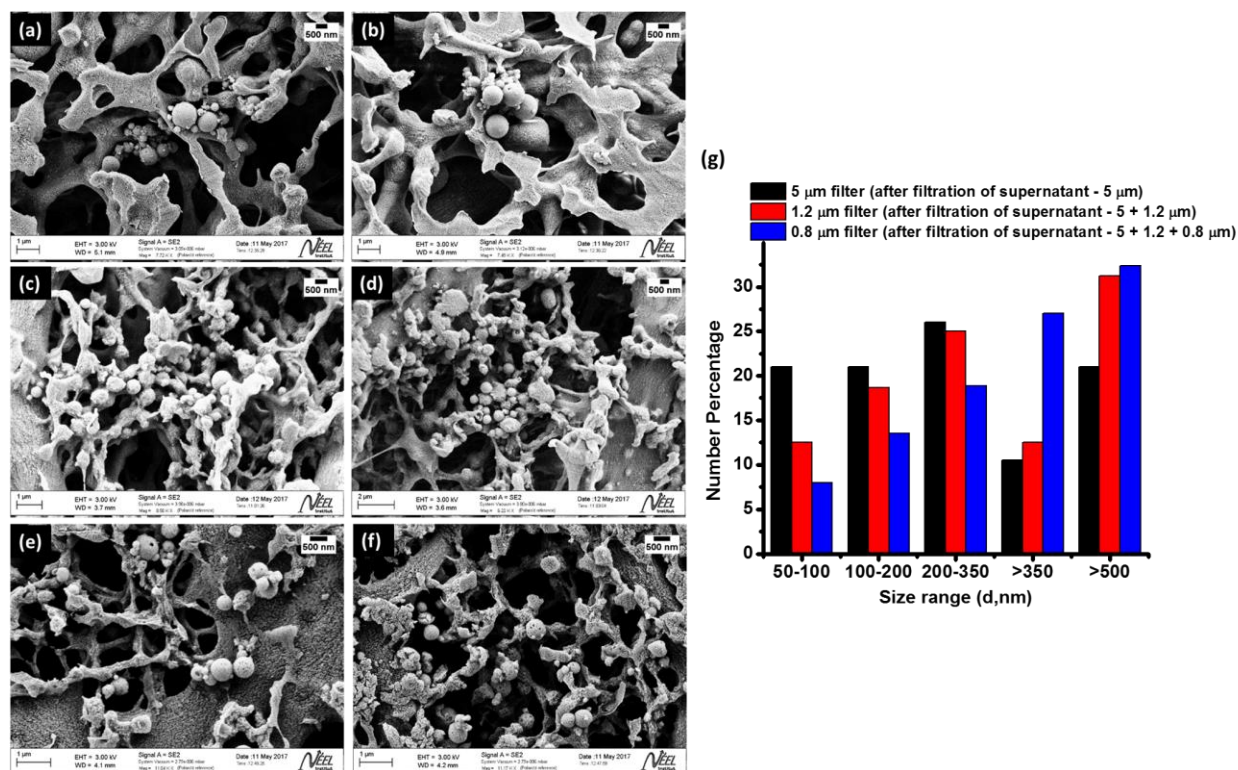 (a)
500 nm
1 µm
EHT = 3.00 kV
WD = 5.1 mm
Signal A = SE2
Date :11 May 2017
NÉEL
Institut
(b)
500 nm
1 µm
EHT = 3.00 kV
WD = 4.9 mm
Signal A = SE2
Date :11 May 2017
NÉEL
Institut
(c)
500 nm
1 µm
EHT = 3.00 kV
WD = 3.7 mm
Signal A = SE2
Date :12 May 2017
NÉEL
Institut
(d)
500 nm
2 µm
EHT = 3.00 kV
WD = 3.6 mm
Signal A = SE2
Date :12 May 2017
NÉEL
Institut
(e)
500 nm
1 µm
EHT = 3.00 kV
WD = 4.1 mm
Signal A = SE2
Date :11 May 2017
NÉEL
Institut
(f)
500 nm
1 µm
EHT = 3.00 kV
WD = 4.2 mm
Signal A = SE2
Date :11 May 2017
NÉEL
Institut
(g)
5 µm filter (after filtration of supernatant - 5 µm)
1.2 µm filter (after filtration of supernatant - 5 + 1.2 µm)
0.8 µm filter (after filtration of supernatant - 5 + 1.2 + 0.8 µm)
Number Percentage
30
25
20
15
10
5
0
50-100 100-200 200-350 >350 >500
Size range (d,nm)